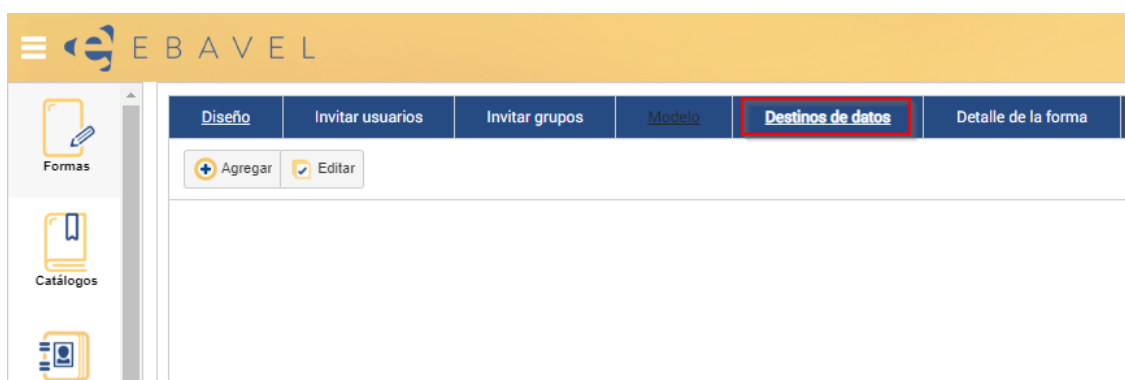 EBAVEL
Diseño Invitar usuarios Invitar grupos Modelo Destinos de datos Detalle de la forma
Agregar Editar
Formas
Catálogos